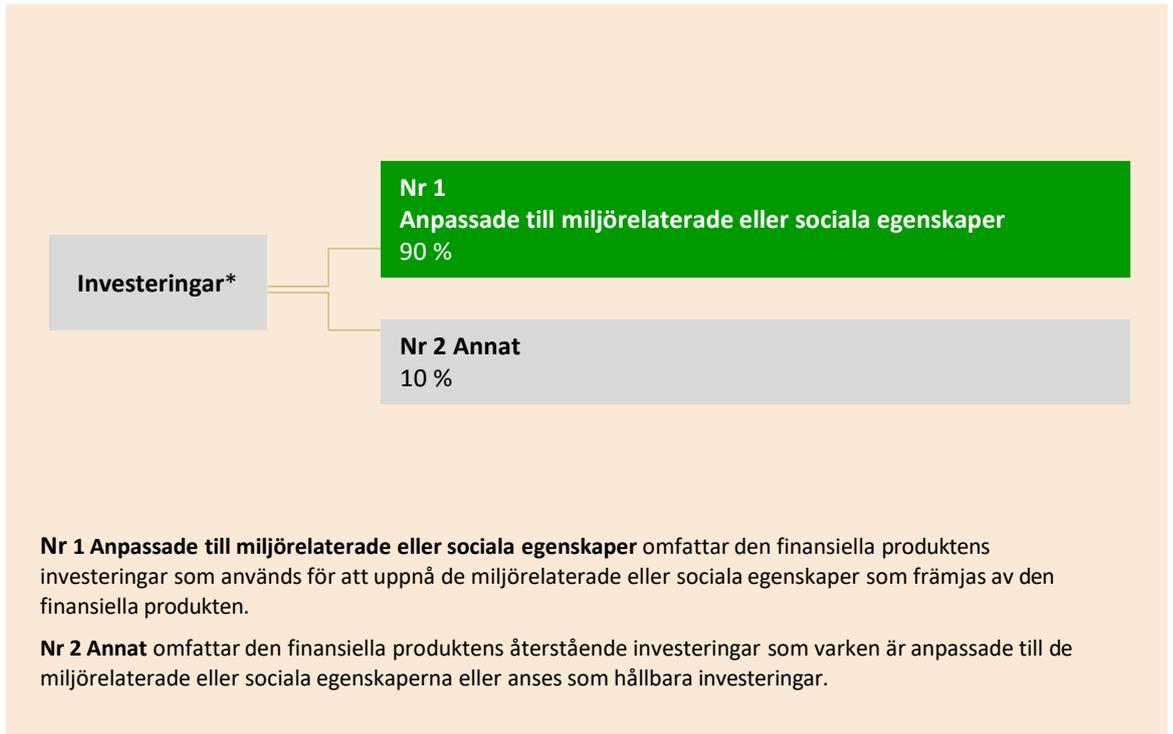 Nr 1
Anpassade till miljörelaterade eller sociala egenskaper
90 %
Investeringar*
Nr 2 Annat
10 %
Nr 1 Anpassade till miljörelaterade eller sociala egenskaper omfattar den finansiella produktens
investeringar som används för att uppnå de miljörelaterade eller sociala egenskaper som främjas av den
finansiella produkten.
Nr 2 Annat omfattar den finansiella produktens återstående investeringar som varken är anpassade till de
miljörelaterade eller sociala egenskaperna eller anses som hållbara investeringar.